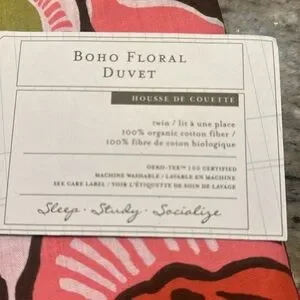 BOHO FLORAL
DUVET
HOUSSE DE COUETTE
twin / lit à une place
100% organic cotton fiber /
100% fibre de coton biologique
OEKO-TEX™ 100 CERTIFIED
MACHINE WASHABLE / LAVABLE EN MACHINE
SEE CARE LABEL / VOIR L'ÉTIQUETTE DE SOIN DE LAVAGE
Sleep · Study · Socialize